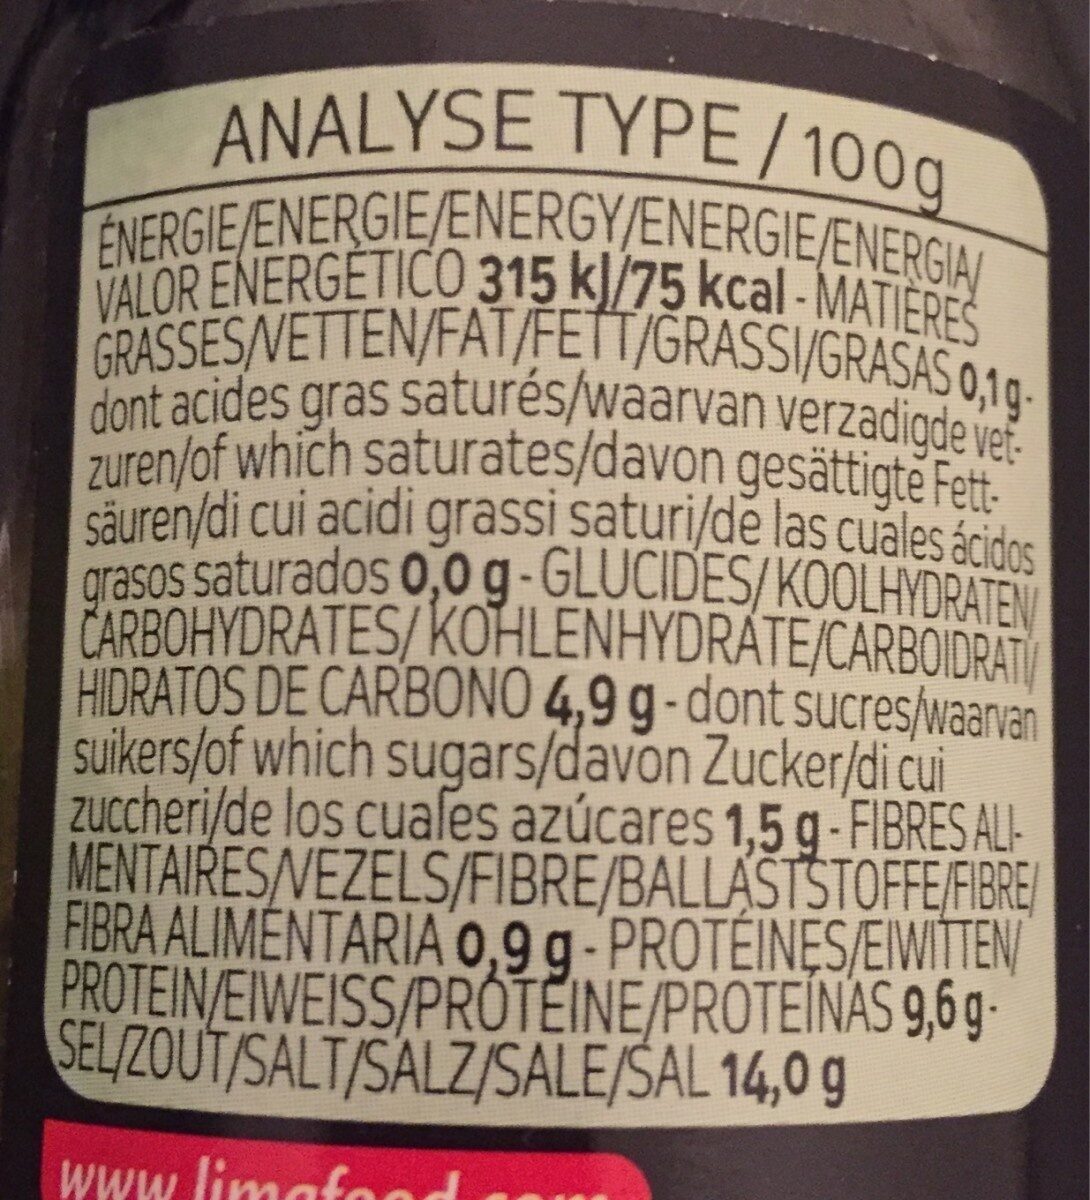 ANALYSE TYPE / 100g
ÉNERGIE/ENERGIE/ENERGY/ENERGIE/ENERGIA/
VALOR ENERGÉTICO 315 kJ/75 kcal - MATIÈRES
GRASSES/VETTEN/FAT/FETT/GRASSI/GRASAS 0,1 g -
dont acides gras saturés/waarvan verzadigde vet-
zuren/of which saturates/davon gesättigte Fett-
säuren/di cui acidi grassi saturi/de las cuales ácidos
grasos saturados 0,0 g - GLUCIDES/KOOLHYDRATEN/
CARBOHYDRATES/KOHLENHYDRATE/CARBOIDRATI/
HIDRATOS DE CARBONO 4,9 g - dont sucres/waarvan
suikers/of which sugars/davon Zucker/di cui
zuccheri/de los cuales azúcares 1,5 g - FIBRES ALI-
MENTAIRES/VEZELS/FIBRE/BALLASTSTOFFE/FIBRE/
FIBRA ALIMENTARIA 0,9 g - PROTÉINES/EIWITTEN/
PROTEIN/EIWEISS/PROTEINE/PROTEÍNAS 9,6 g -
SEL/ZOUT/SALT/SALZ/SALE/SAL 14,0 g
www.limafood.com